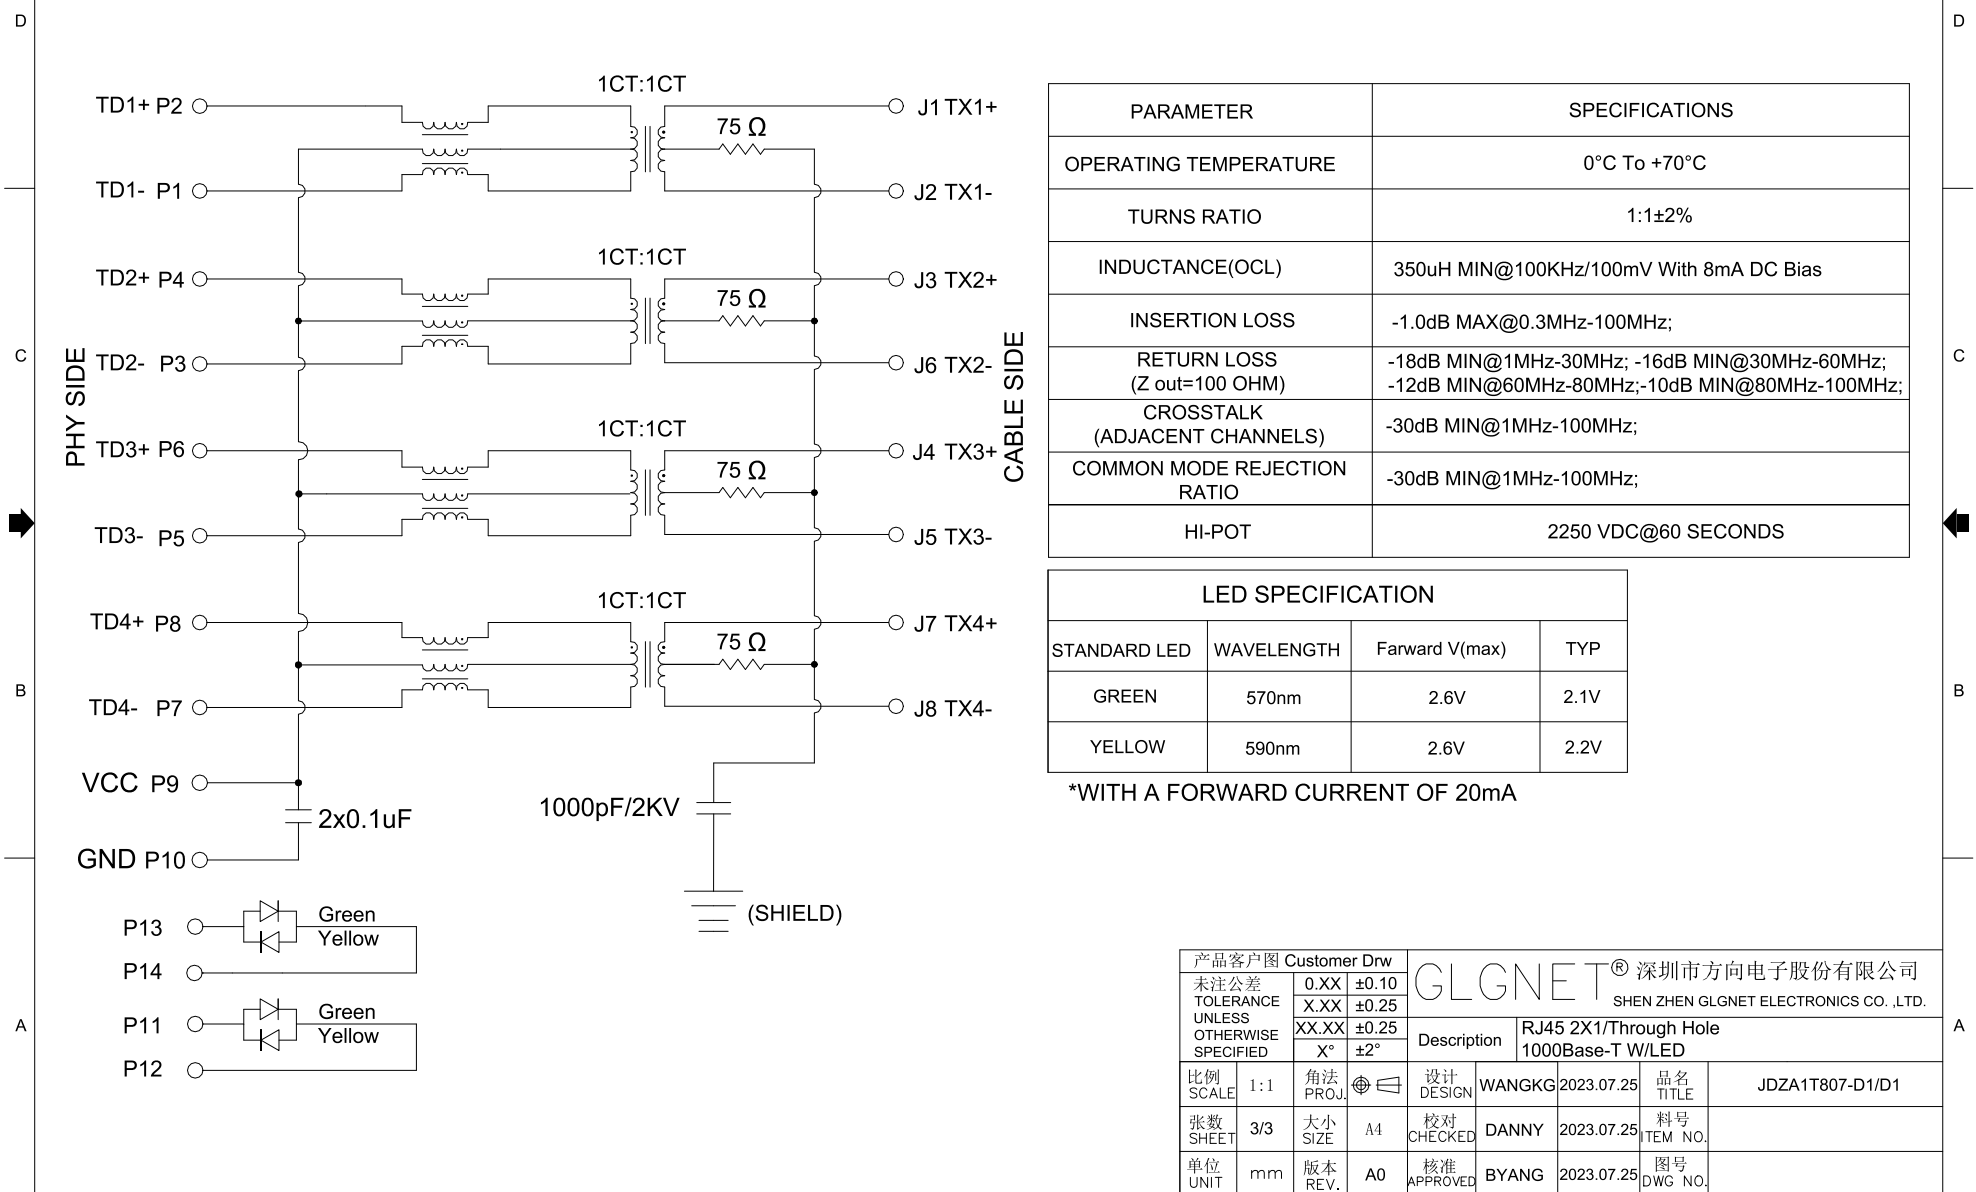 D
D
1CT:1CT
TD1+ P2
J1 TX1+
75 Ω
TD1- P1
J2 TX1-
1CT:1CT
TD2+ P4
J3 TX2+
75 Ω
TD2- P3
J6 TX2-
C
C
PHY SIDE
CABLE SIDE
1CT:1CT
TD3+ P6
J4 TX3+
75 Ω
TD3- P5
J5 TX3-
1CT:1CT
TD4+ P8
J7 TX4+
75 Ω
TD4- P7
J8 TX4-
B
B
VCC P9
2x0.1uF
1000pF/2KV
GND P10
(SHIELD)
P13
Green
Yellow
P14
P11
Green
Yellow
P12
A
A
PARAMETER SPECIFICATIONS
OPERATING TEMPERATURE 0°C To +70°C
TURNS RATIO 1:1±2%
INDUCTANCE(OCL) 350uH MIN@100KHz/100mV With 8mA DC Bias
INSERTION LOSS -1.0dB MAX@0.3MHz-100MHz;
RETURN LOSS -18dB MIN@1MHz-30MHz; -16dB MIN@30MHz-60MHz;
(Z out=100 OHM) -12dB MIN@60MHz-80MHz;-10dB MIN@80MHz-100MHz;
CROSSTALK
(ADJACENT CHANNELS) -30dB MIN@1MHz-100MHz;
COMMON MODE REJECTION
RATIO -30dB MIN@1MHz-100MHz;
HI-POT 2250 VDC@60 SECONDS
LED SPECIFICATION
STANDARD LED WAVELENGTH Farward V(max) TYP
GREEN 570nm 2.6V 2.1V
YELLOW 590nm 2.6V 2.2V
*WITH A FORWARD CURRENT OF 20mA
产品客户图 Customer Drw
未注公差
TOLERANCE
UNLESS
OTHERWISE
SPECIFIED
0.XX ±0.10
X.XX ±0.25
XX.XX ±0.25
X° ±2°
GLGNET® 深圳市方向电子股份有限公司
SHEN ZHEN GLGNET ELECTRONICS CO. ,LTD.
Description
RJ45 2X1/Through Hole
1000Base-T W/LED
比例 SCALE 1:1 角法 PROJ. 设计 DESIGN WANGKG 2023.07.25 品名 TITLE JDZA1T807-D1/D1
张数 SHEET 3/3 大小 SIZE A4 校对 CHECKED DANNY 2023.07.25 料号 ITEM NO.
单位 UNIT mm 版本 REV. A0 核准 APPROVED BYANG 2023.07.25 图号 DWG NO.